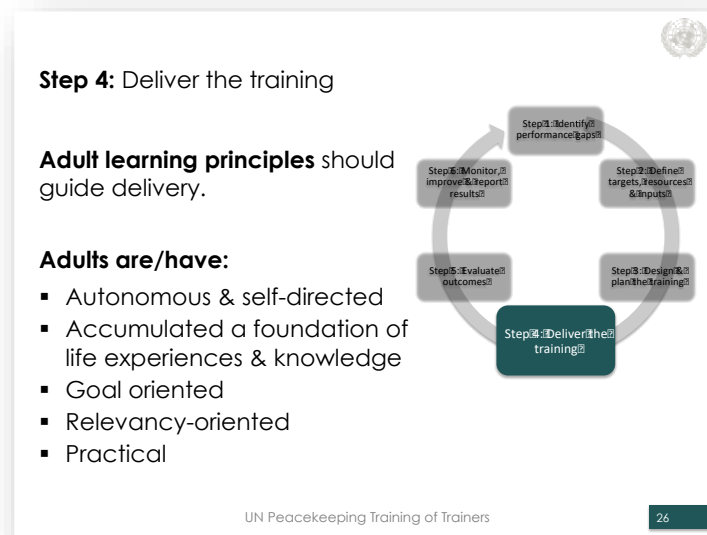 Step 4: Deliver the training
Adult learning principles should
guide delivery.
Adults are/have:
▪ Autonomous & self-directed
▪ Accumulated a foundation of
life experiences & knowledge
▪ Goal oriented
▪ Relevancy-oriented
▪ Practical
Step 1: Identify
performance gaps
Step 2: Define
targets, resources
& inputs
Step 3: Design &
plan the training
Step 4: Deliver the
training
Step 5: Evaluate
outcomes
Step 6: Monitor,
improve & report
results
UN Peacekeeping Training of Trainers
26